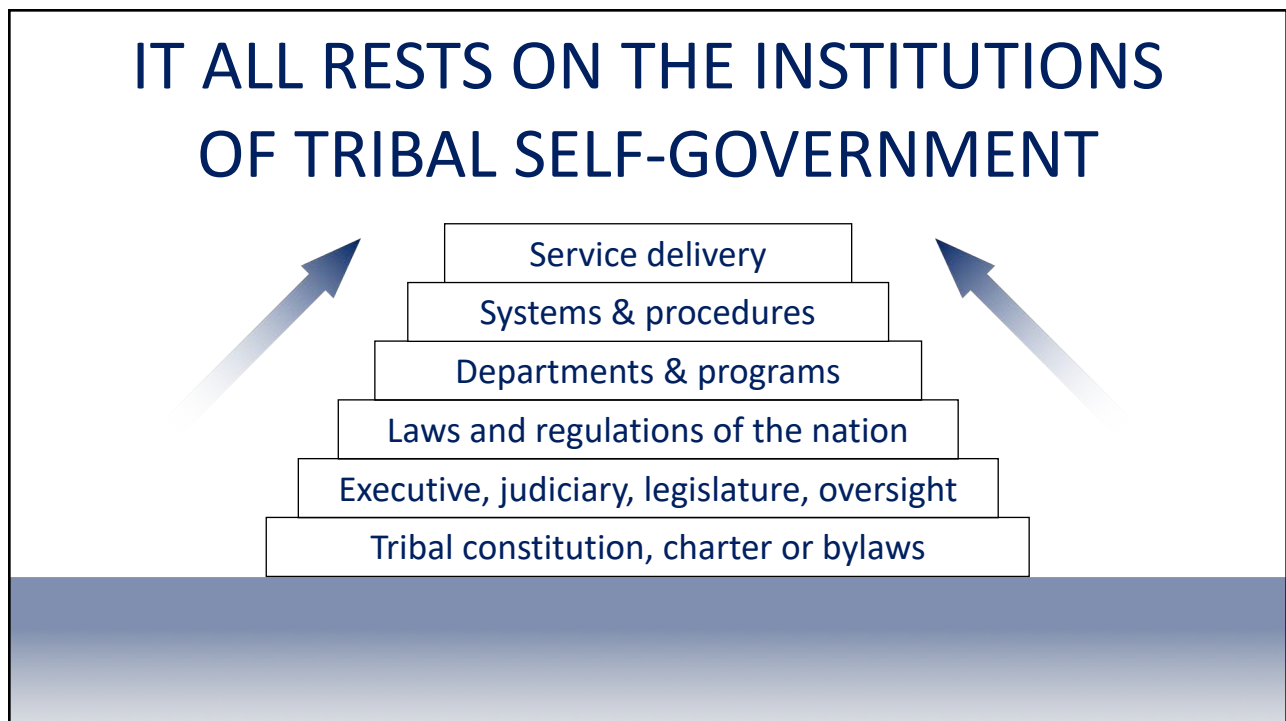 IT ALL RESTS ON THE INSTITUTIONS
OF TRIBAL SELF-GOVERNMENT
Service delivery
Systems & procedures
Departments & programs
Laws and regulations of the nation
Executive, judiciary, legislature, oversight
Tribal constitution, charter or bylaws